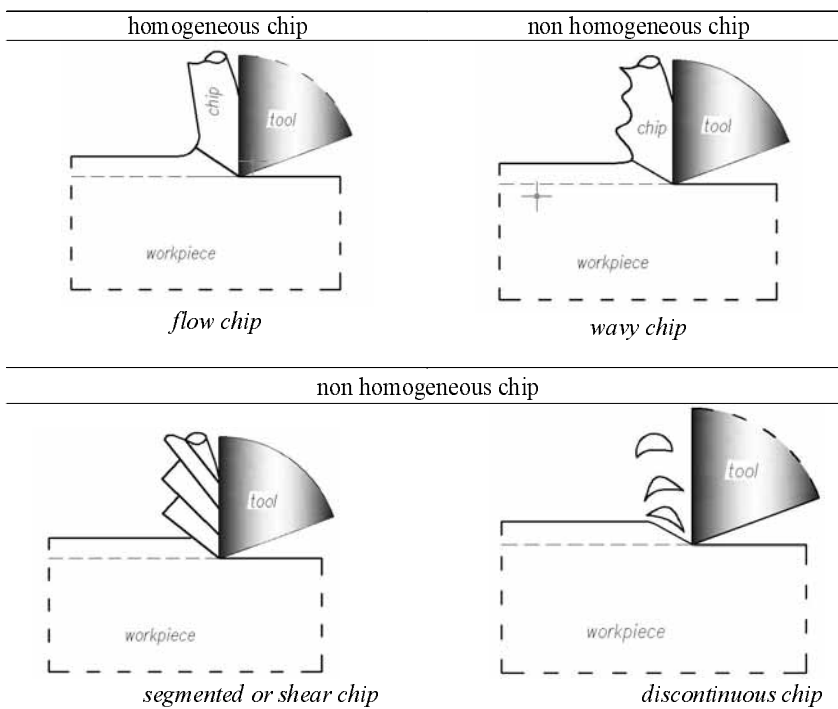 homogeneous chip
non homogeneous chip
chip
tool
workpiece
flow chip
chip
tool
workpiece
wavy chip
non homogeneous chip
tool
workpiece
segmented or shear chip
tool
workpiece
discontinuous chip